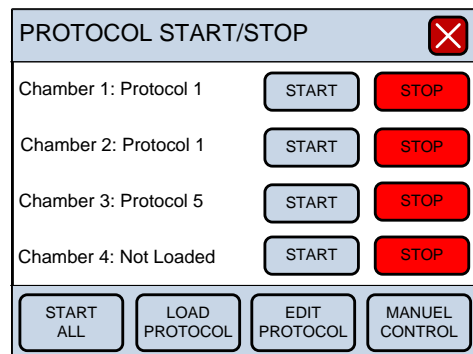 PROTOCOL START/STOP
Chamber 1: Protocol 1 START STOP
Chamber 2: Protocol 1 START STOP
Chamber 3: Protocol 5 START STOP
Chamber 4: Not Loaded START STOP
START LOAD EDIT MANUEL
ALL PROTOCOL PROTOCOL CONTROL